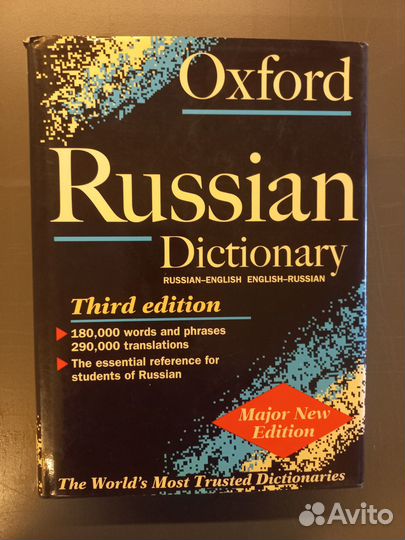 Oxford
Russian
Dictionary
RUSSIAN–ENGLISH ENGLISH–RUSSIAN
Third edition
180,000 words and phrases
290,000 translations
The essential reference for
students of Russian
Major New
Edition
The World's Most Trusted Dictionaries
Avito